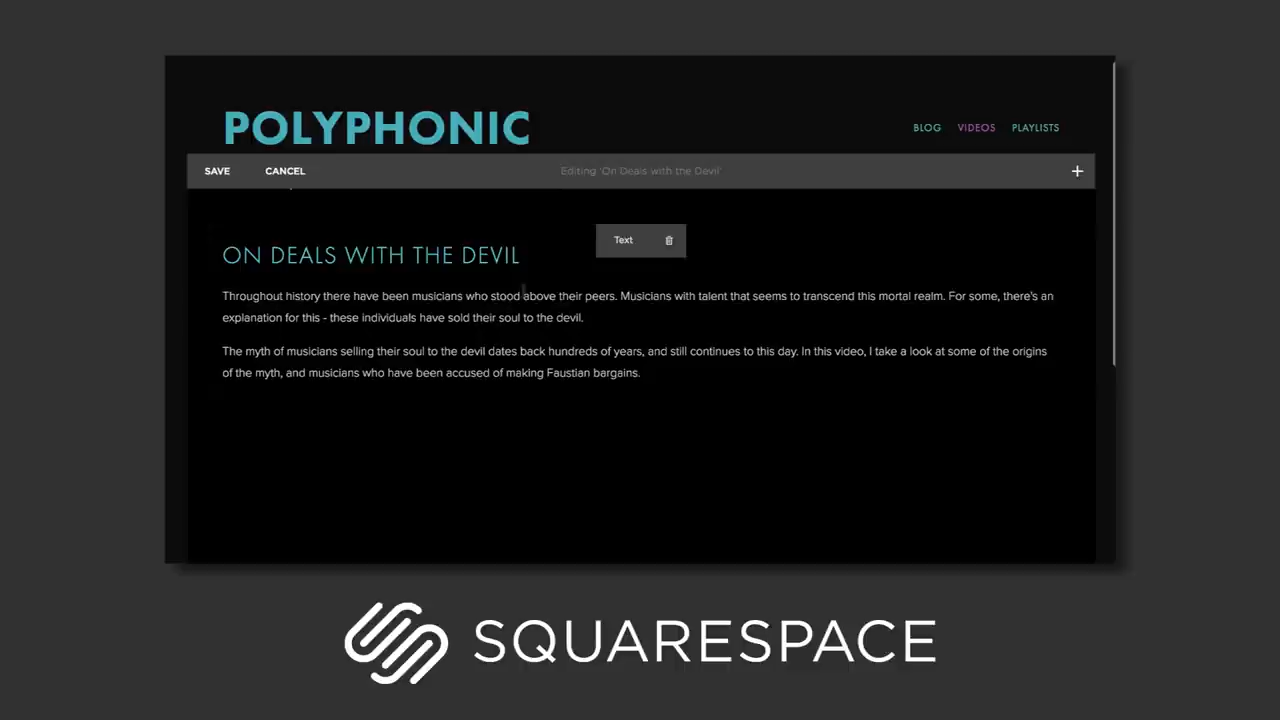 POLYPHONIC
BLOG VIDEOS PLAYLISTS
SAVE CANCEL Editing 'On Deals with the Devil'
Text
ON DEALS WITH THE DEVIL
Throughout history there have been musicians who stood above their peers. Musicians with talent that seems to transcend this mortal realm. For some, there's an
explanation for this - these individuals have sold their soul to the devil.
The myth of musicians selling their soul to the devil dates back hundreds of years, and still continues to this day. In this video, I take a look at some of the origins
of the myth, and musicians who have been accused of making Faustian bargains.
SQUARESPACE